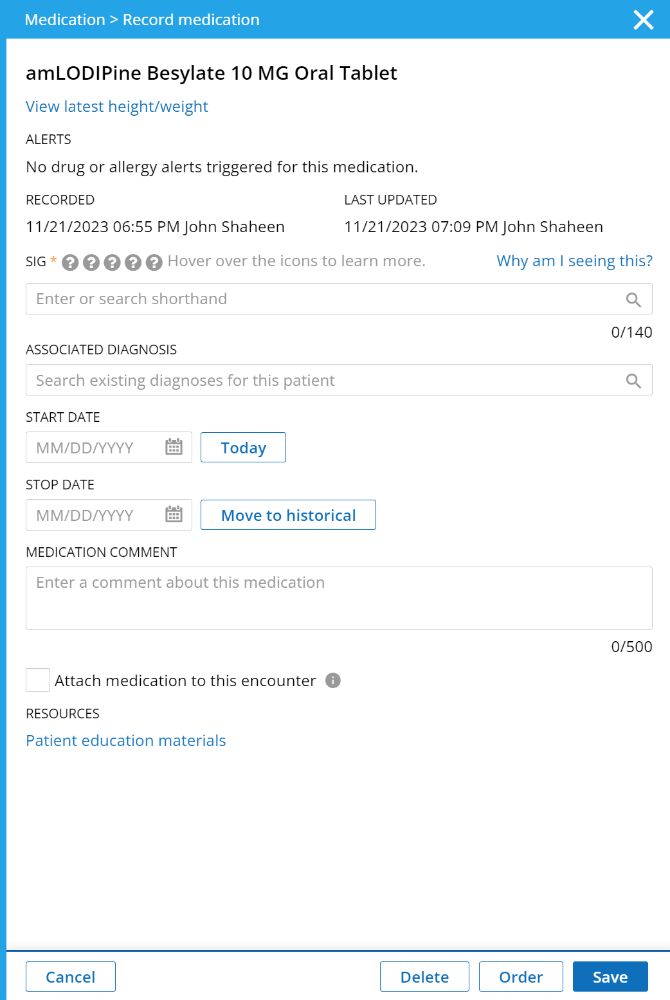 Medication > Record medication
amLODIPine Besylate 10 MG Oral Tablet
View latest height/weight
ALERTS
No drug or allergy alerts triggered for this medication.
RECORDED LAST UPDATED
11/21/2023 06:55 PM John Shaheen 11/21/2023 07:09 PM John Shaheen
SIG * ? ? ? ? ? Hover over the icons to learn more. Why am I seeing this?
Enter or search shorthand
0/140
ASSOCIATED DIAGNOSIS
Search existing diagnoses for this patient
START DATE
MM/DD/YYYY Today
STOP DATE
MM/DD/YYYY Move to historical
MEDICATION COMMENT
Enter a comment about this medication
0/500
Attach medication to this encounter i
RESOURCES
Patient education materials
Cancel Delete Order Save